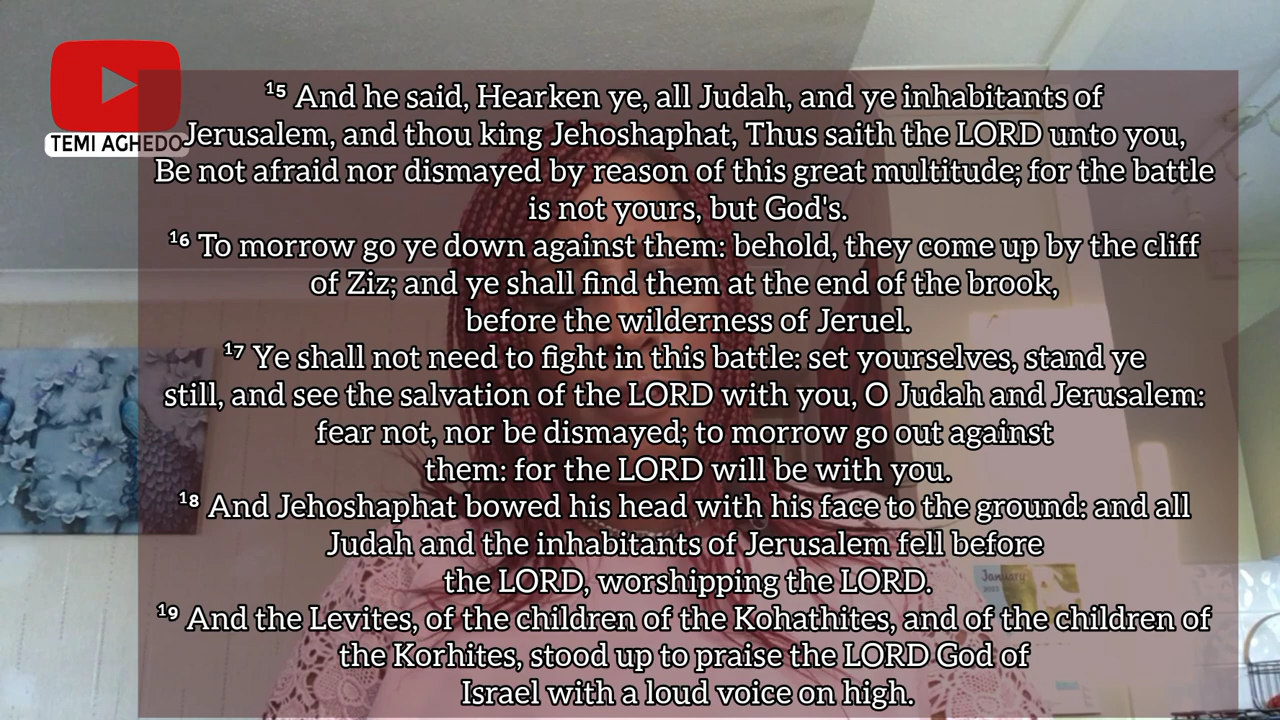 TEMI AGHEDO
¹⁵ And he said, Hearken ye, all Judah, and ye inhabitants of
Jerusalem, and thou king Jehoshaphat, Thus saith the LORD unto you,
Be not afraid nor dismayed by reason of this great multitude; for the battle
is not yours, but God's.
¹⁶ To morrow go ye down against them: behold, they come up by the cliff
of Ziz; and ye shall find them at the end of the brook,
before the wilderness of Jeruel.
¹⁷ Ye shall not need to fight in this battle: set yourselves, stand ye
still, and see the salvation of the LORD with you, O Judah and Jerusalem:
fear not, nor be dismayed; to morrow go out against
them: for the LORD will be with you.
¹⁸ And Jehoshaphat bowed his head with his face to the ground: and all
Judah and the inhabitants of Jerusalem fell before
the LORD, worshipping the LORD.
¹⁹ And the Levites, of the children of the Kohathites, and of the children of
the Korhites, stood up to praise the LORD God of
Israel with a loud voice on high.
January